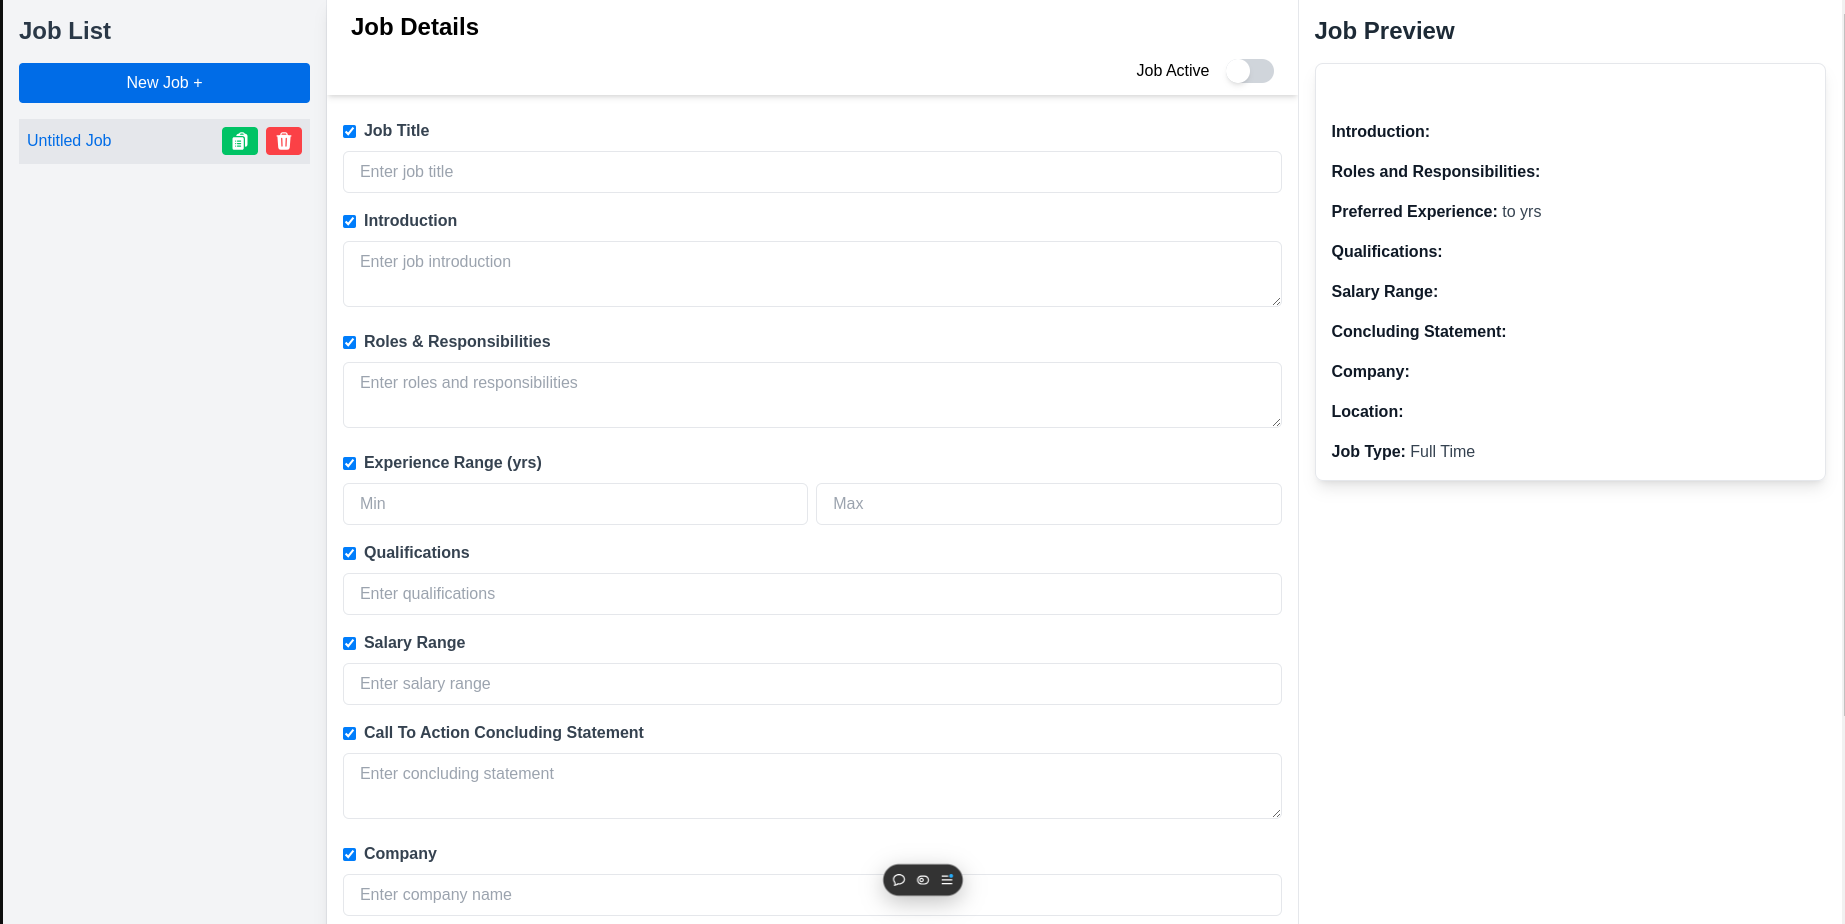 Job List
New Job +
Untitled Job
Job Details
Job Active
Job Title
Enter job title
Introduction
Enter job introduction
Roles & Responsibilities
Enter roles and responsibilities
Experience Range (yrs)
Min
Max
Qualifications
Enter qualifications
Salary Range
Enter salary range
Call To Action Concluding Statement
Enter concluding statement
Company
Enter company name
Job Preview
Introduction:
Roles and Responsibilities:
Preferred Experience: to yrs
Qualifications:
Salary Range:
Concluding Statement:
Company:
Location:
Job Type: Full Time